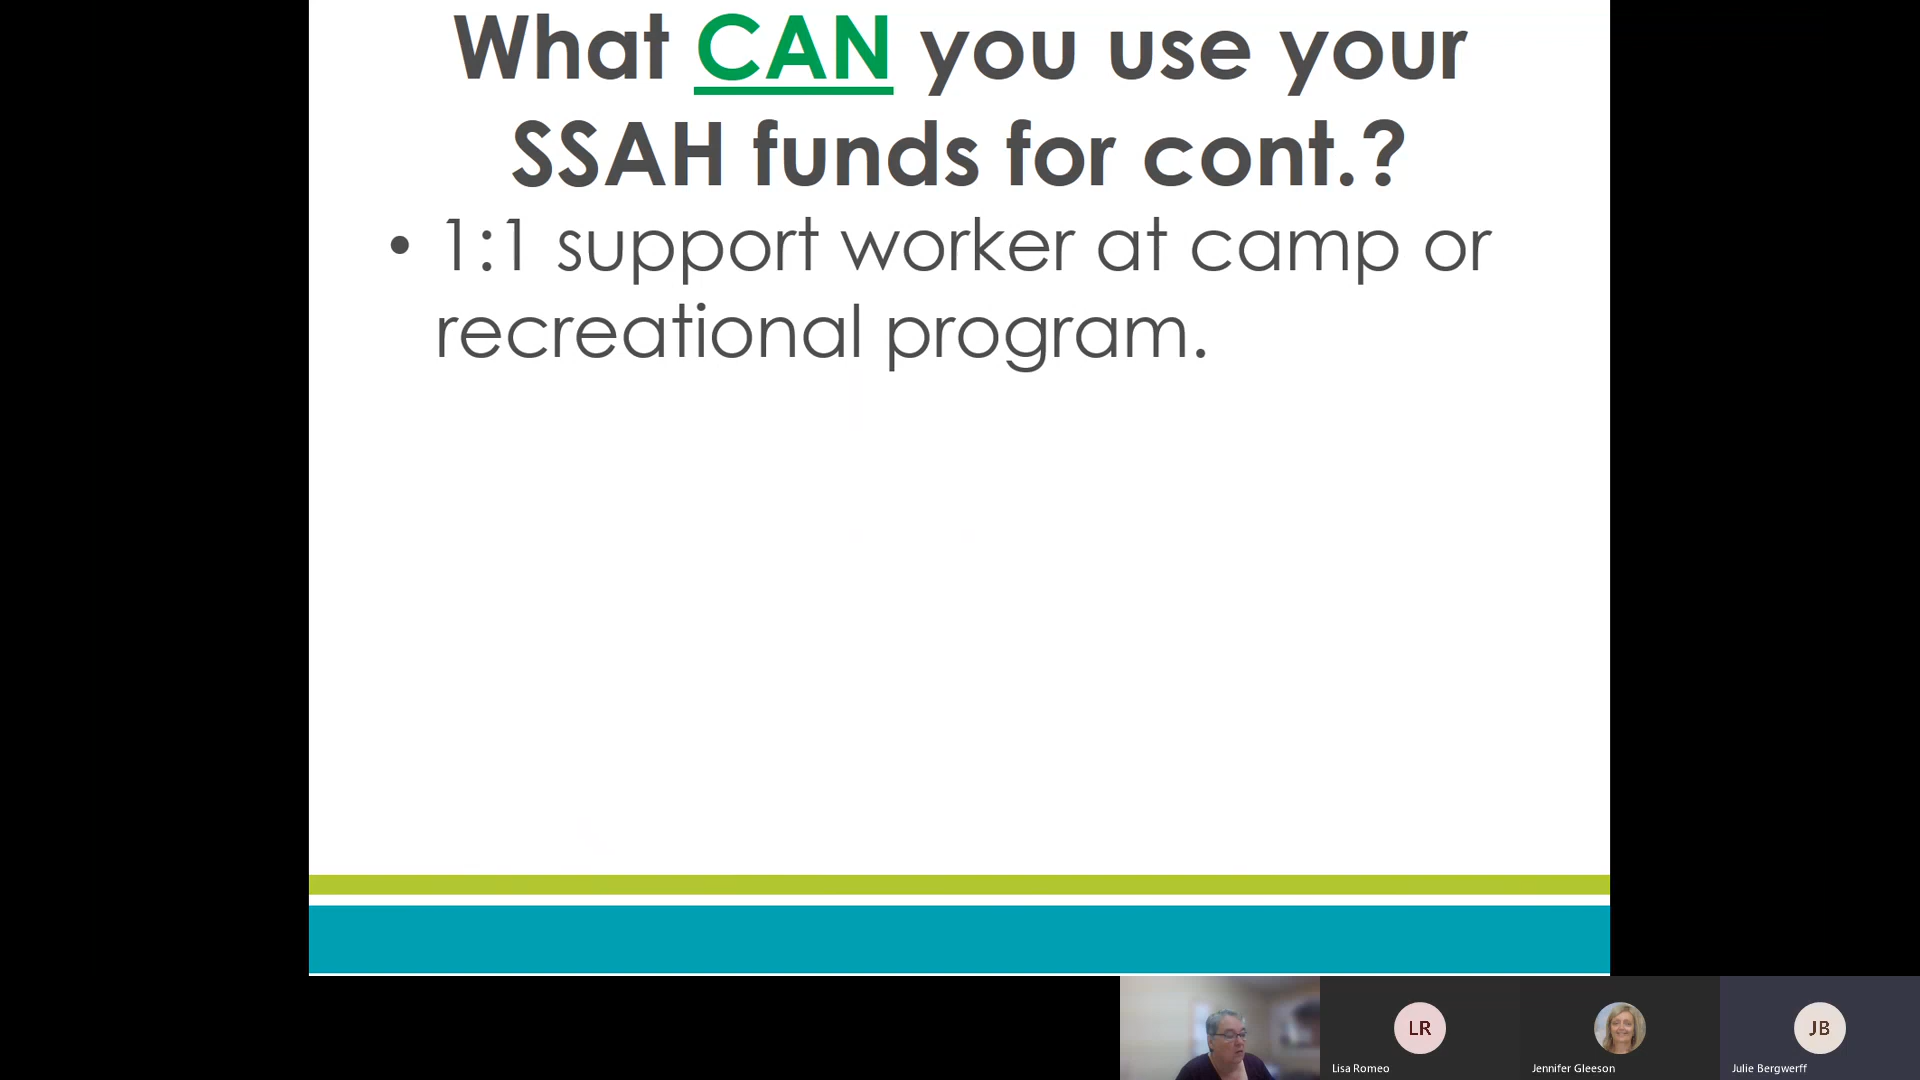 What CAN you use your
SSAH funds for cont.?
• 1:1 support worker at camp or
recreational program.
LR
JB
Lisa Romeo
Jennifer Gleeson
Julie Bergwerff